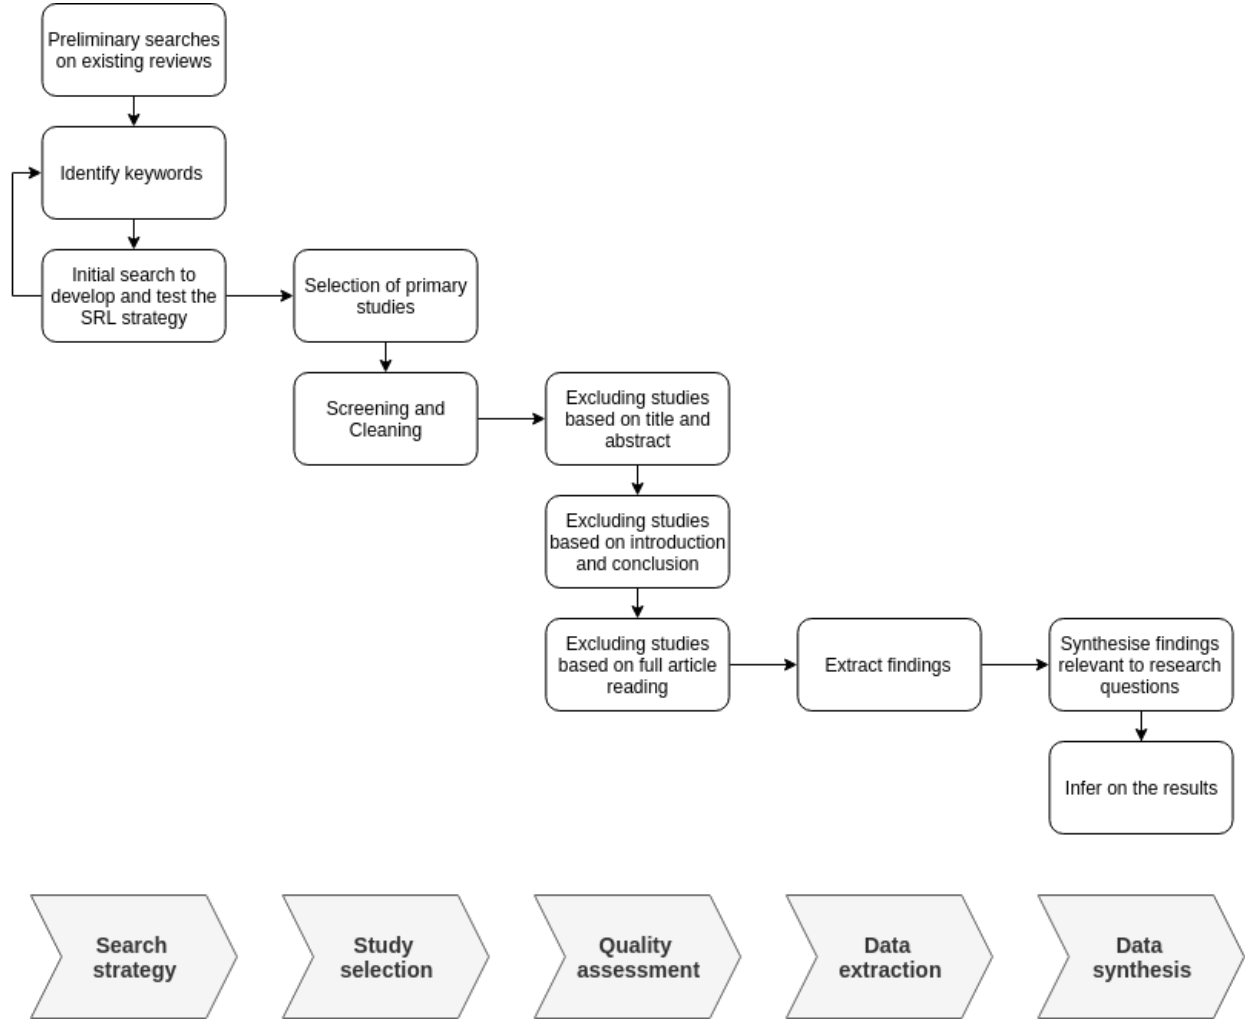 Preliminary searches
on existing reviews
Identify keywords
Initial search to
develop and test the
SRL strategy
Selection of primary
studies
Screening and
Cleaning
Excluding studies
based on title and
abstract
Excluding studies
based on introduction
and conclusion
Excluding studies
based on full article
reading
Extract findings
Synthesise findings
relevant to research
questions
Infer on the results
Search
strategy
Study
selection
Quality
assessment
Data
extraction
Data
synthesis